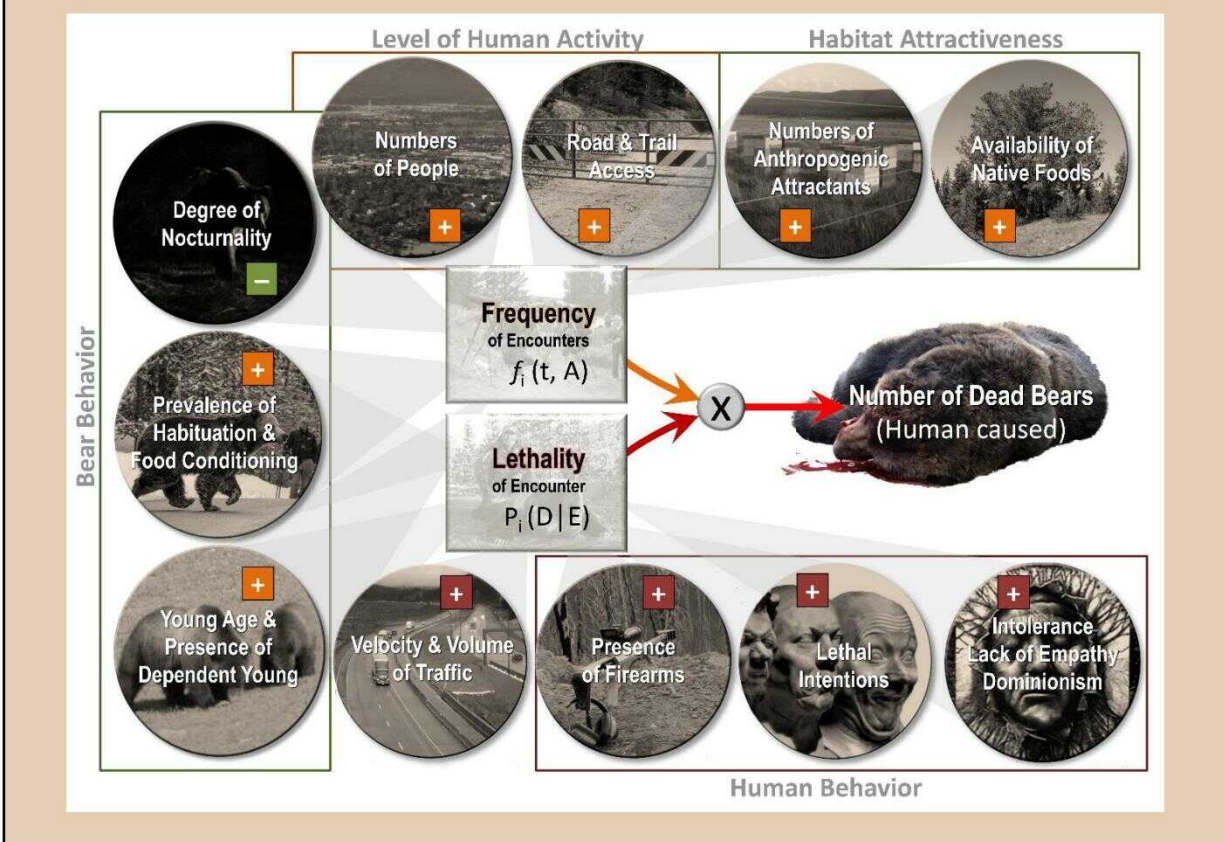 Level of Human Activity
Habitat Attractiveness
Bear Behavior
Numbers
of People
+
Road & Trail
Access
+
Numbers of
Anthropogenic
Attractants
+
Availability of
Native Foods
+
Degree of
Nocturnality
−
+
Prevalence of
Habituation &
Food Conditioning
+
Young Age &
Presence of
Dependent Young
Frequency
of Encounters
fi (t, A)
Lethality
of Encounter
Pi (D|E)
X
Number of Dead Bears
(Human caused)
+
Velocity & Volume
of Traffic
+
Presence
of Firearms
+
Lethal
Intentions
+
Intolerance
Lack of Empathy
Dominionism
Human Behavior